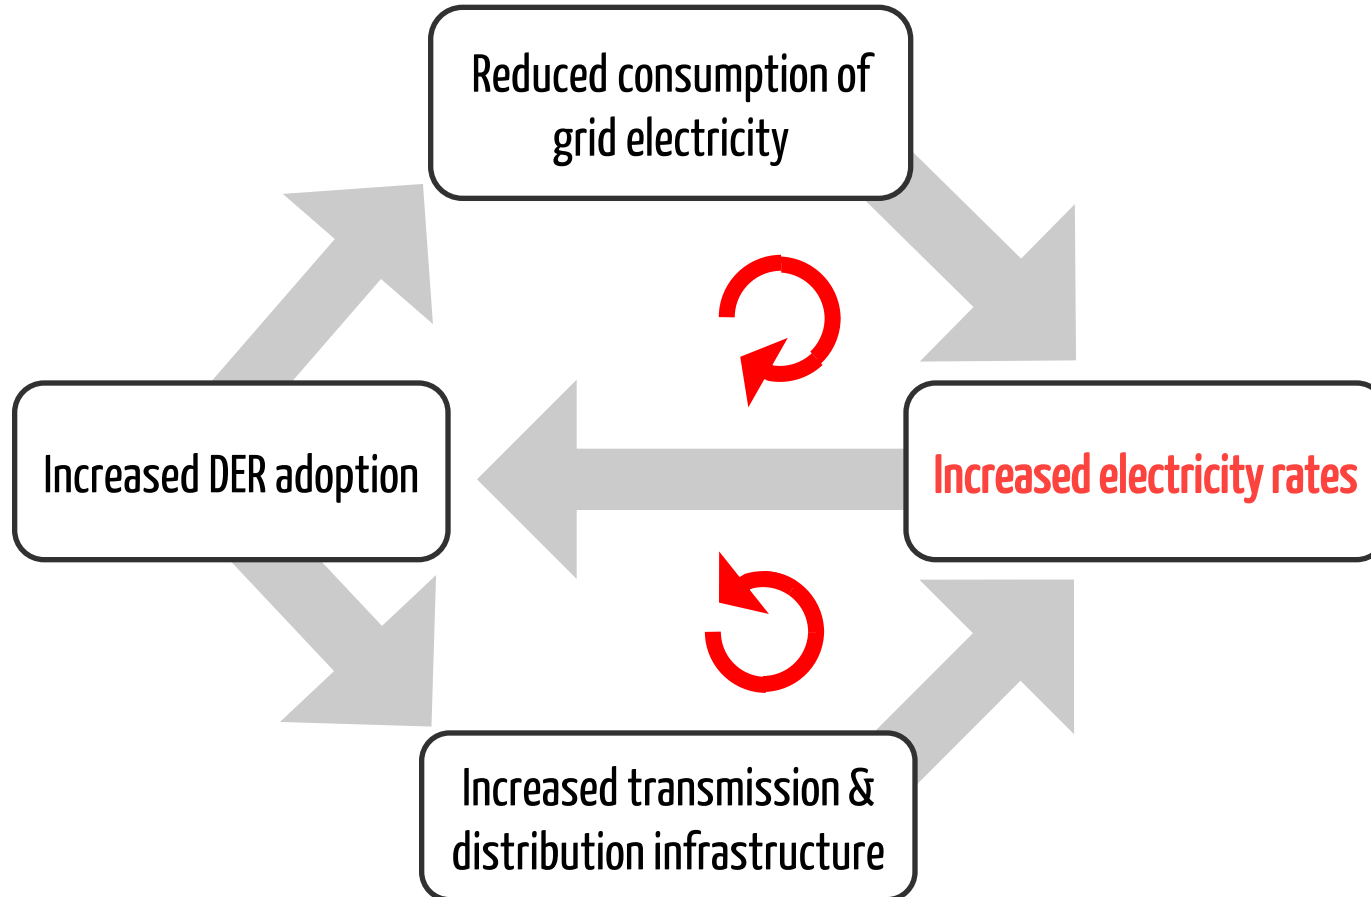 Reduced consumption of
grid electricity
Increased DER adoption
Increased electricity rates
Increased transmission &
distribution infrastructure